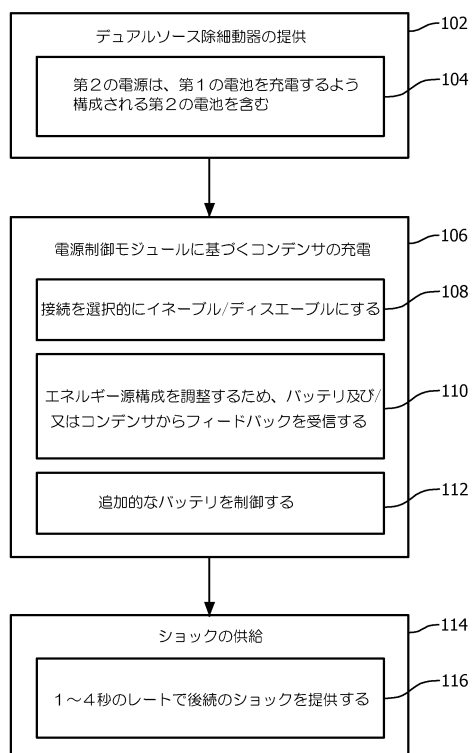 デュアルソース除細動器の提供
102
第2の電源は、第1の電池を充電するよう
構成される第2の電池を含む
104
106
電源制御モジュールに基づくコンデンサの充電
108
接続を選択的にイネーブル/ディスエーブルにする
エネルギー源構成を調整するため、バッテリ及び/
又はコンデンサからフィードバックを受信する
110
追加的なバッテリを制御する
112
ショックの供給
114
1～4秒のレートで後続のショックを提供する
116